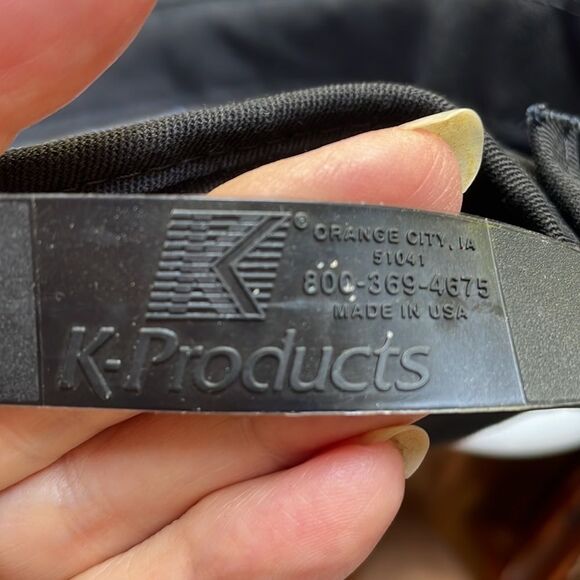 K®
ORANGE CITY, IA
51041
800-369-4675
MADE IN USA
K-Products